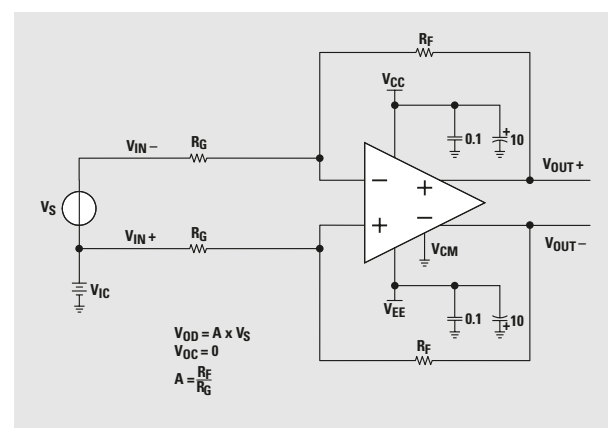 RF
VCC
0.1
+
10
VIN− RG
VOUT+
−
+
VS
+
−
VIN+ RG
VOUT−
VCM
VIC
VEE
0.1
+
10
RF
VOD = A x VS
VOC = 0
A = RF
RG